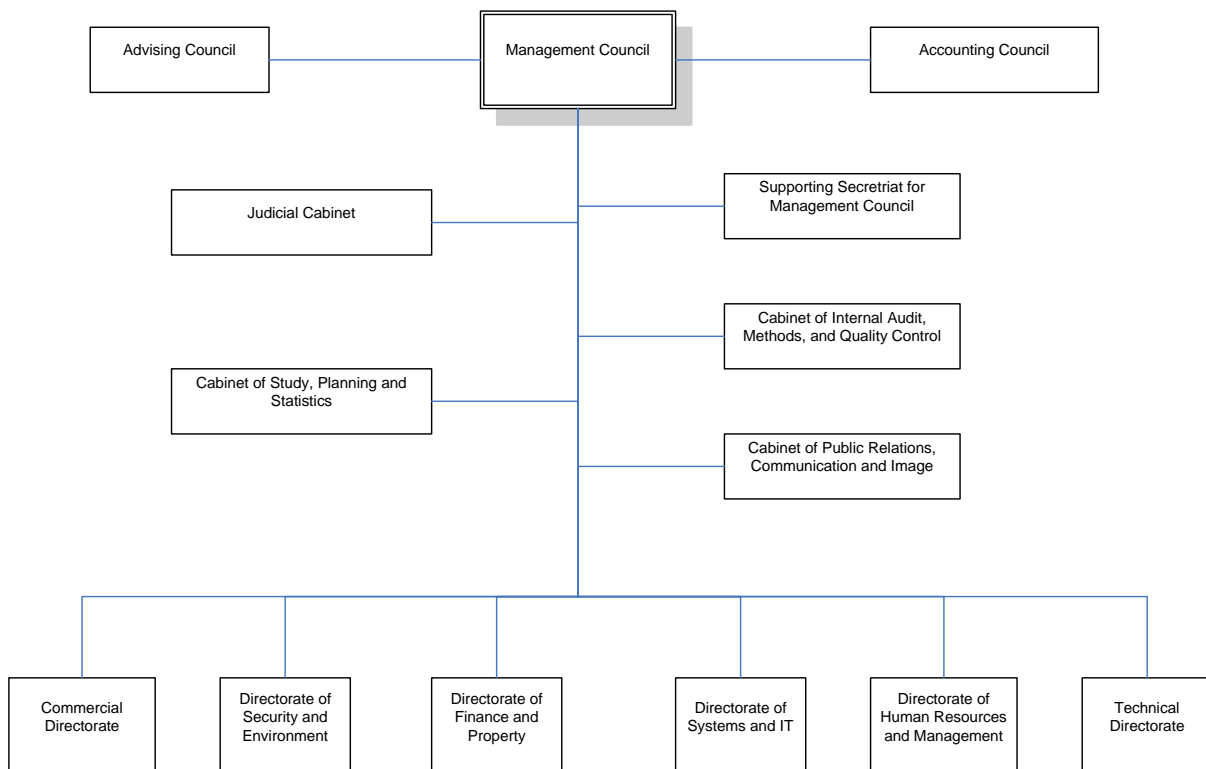 Advising Council
Management Council
Accounting Council
Judicial Cabinet
Supporting Secretriat for
Management Council
Cabinet of Internal Audit,
Methods, and Quality Control
Cabinet of Study, Planning and
Statistics
Cabinet of Public Relations,
Communication and Image
Commercial
Directorate
Directorate of
Security and
Environment
Directorate of
Finance and
Property
Directorate of
Systems and IT
Directorate of
Human Resources
and Management
Technical
Directorate